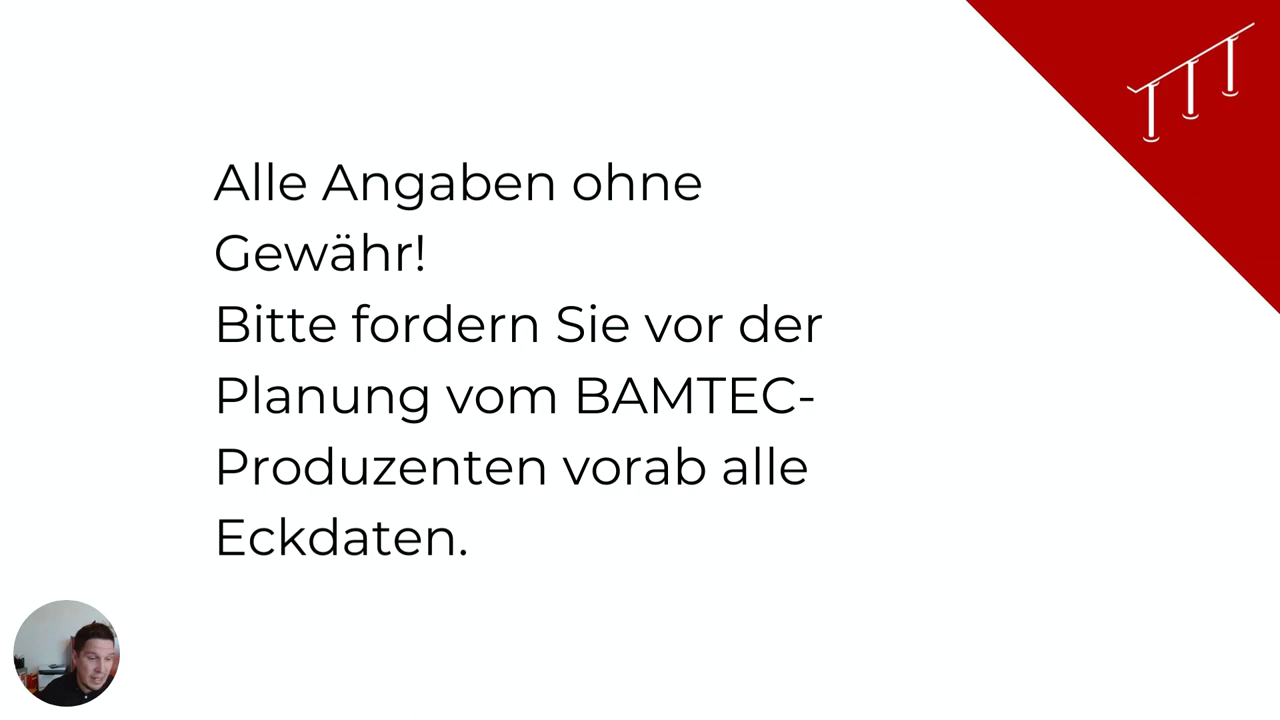 Alle Angaben ohne
Gewähr!
Bitte fordern Sie vor der
Planung vom BAMTEC-
Produzenten vorab alle
Eckdaten.